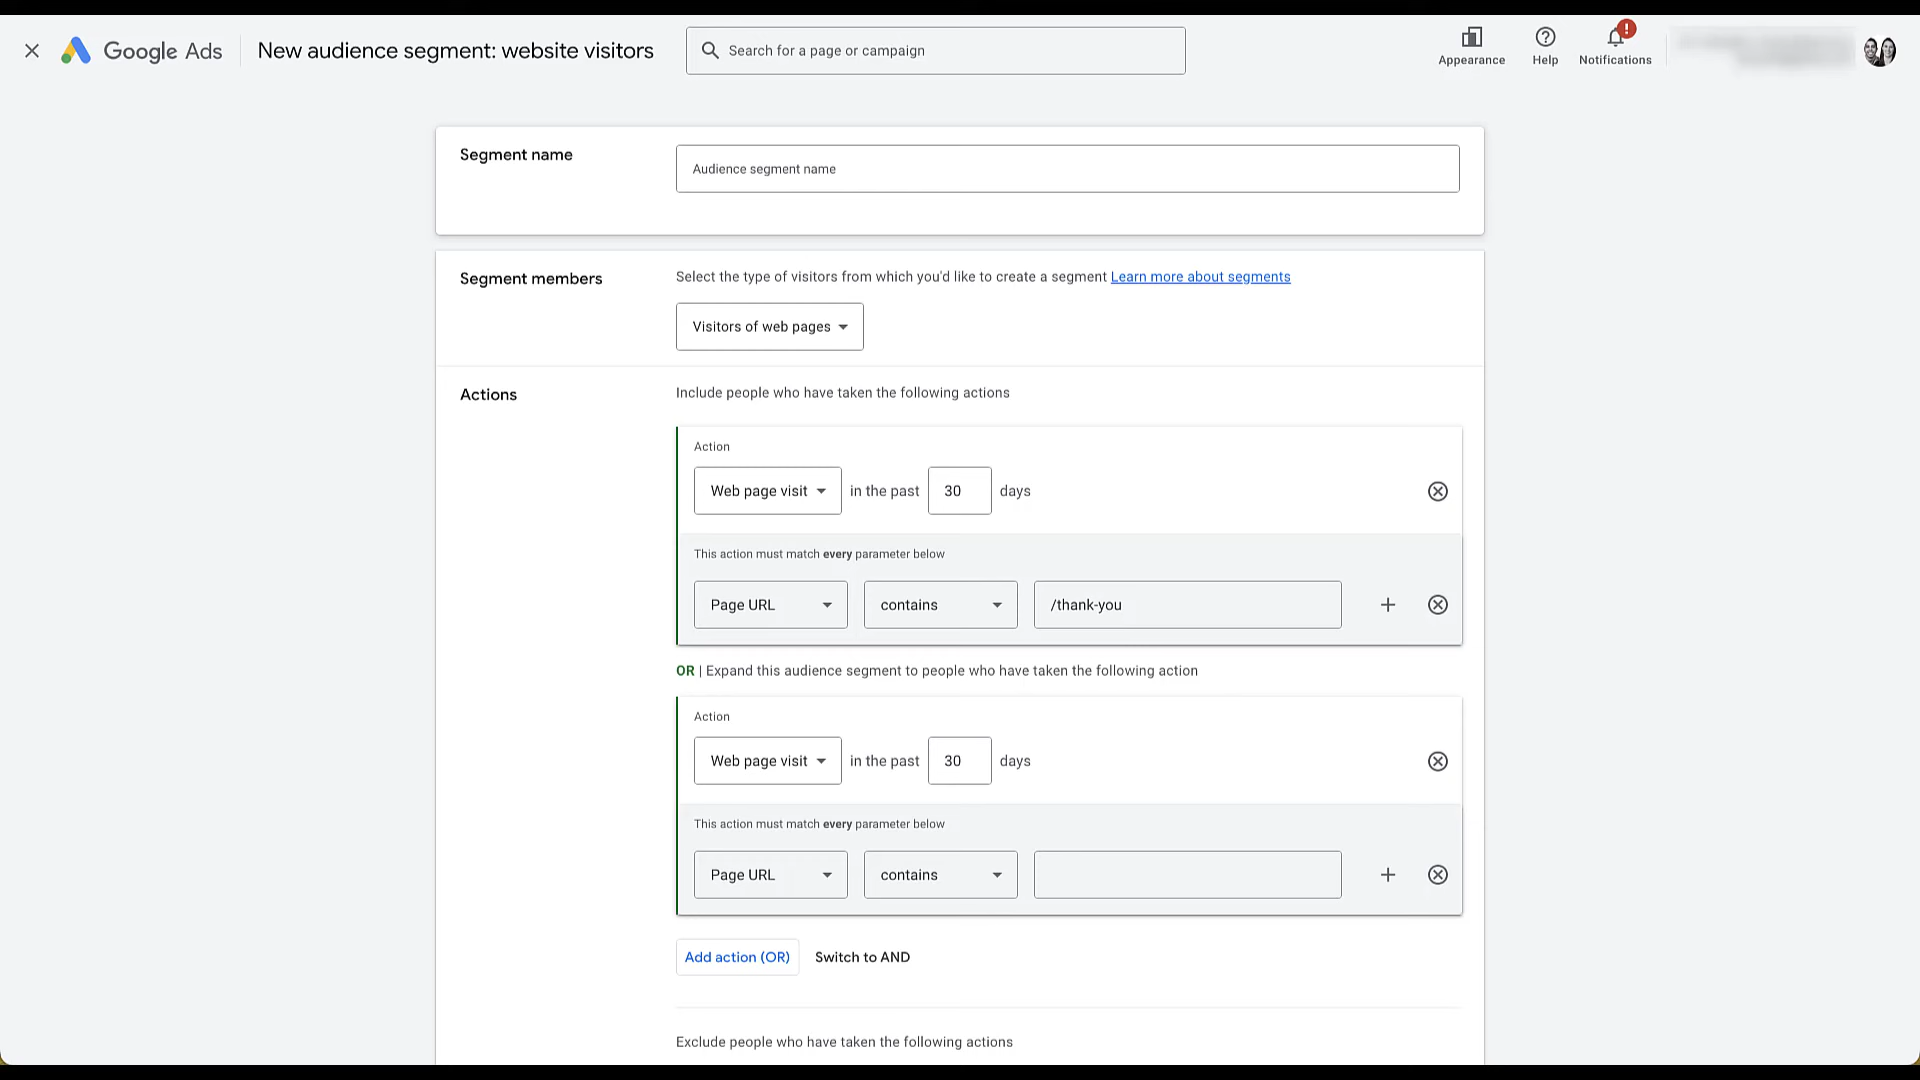 Google Ads
New audience segment: website visitors
Search for a page or campaign
Appearance
Help
!
Notifications
Segment name
Audience segment name
Segment members
Select the type of visitors from which you'd like to create a segment Learn more about segments
Visitors of web pages
Actions
Include people who have taken the following actions
Action
Web page visit in the past 30 days
This action must match every parameter below
Page URL contains /thank-you
OR | Expand this audience segment to people who have taken the following action
Action
Web page visit in the past 30 days
This action must match every parameter below
Page URL contains
Add action (OR) Switch to AND
Exclude people who have taken the following actions